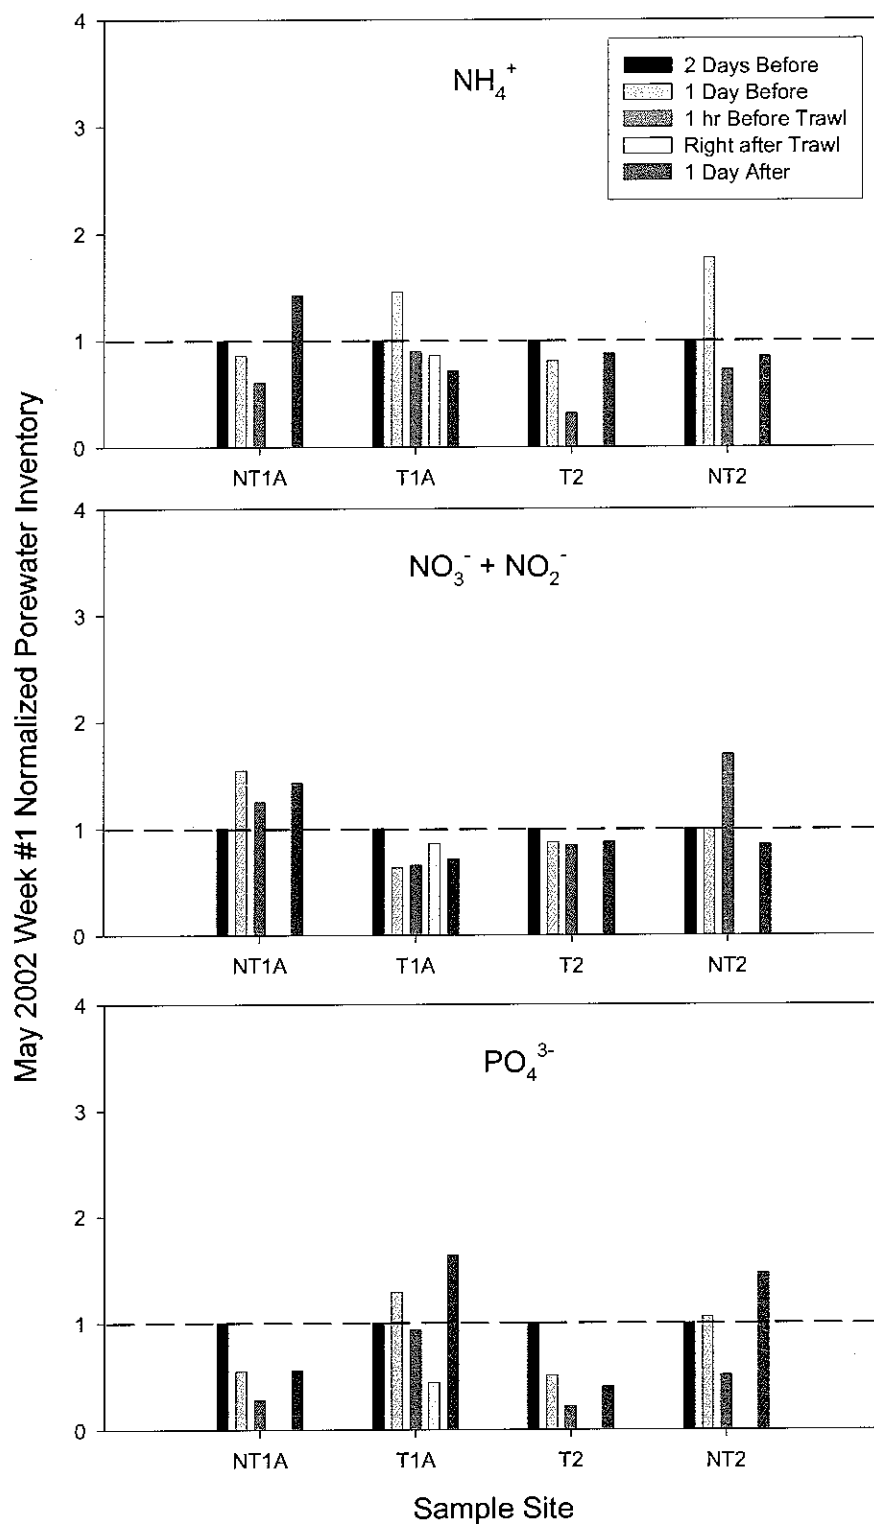 May 2002 Week #1 Normalized Porewater Inventory
4
3
2
1
0
NH₄⁺
2 Days Before
1 Day Before
1 hr Before Trawl
Right after Trawl
1 Day After
NT1A T1A T2 NT2
4
3
2
1
0
NO₃⁻ + NO₂⁻
NT1A T1A T2 NT2
4
3
2
1
0
PO₄³⁻
NT1A T1A T2 NT2
Sample Site